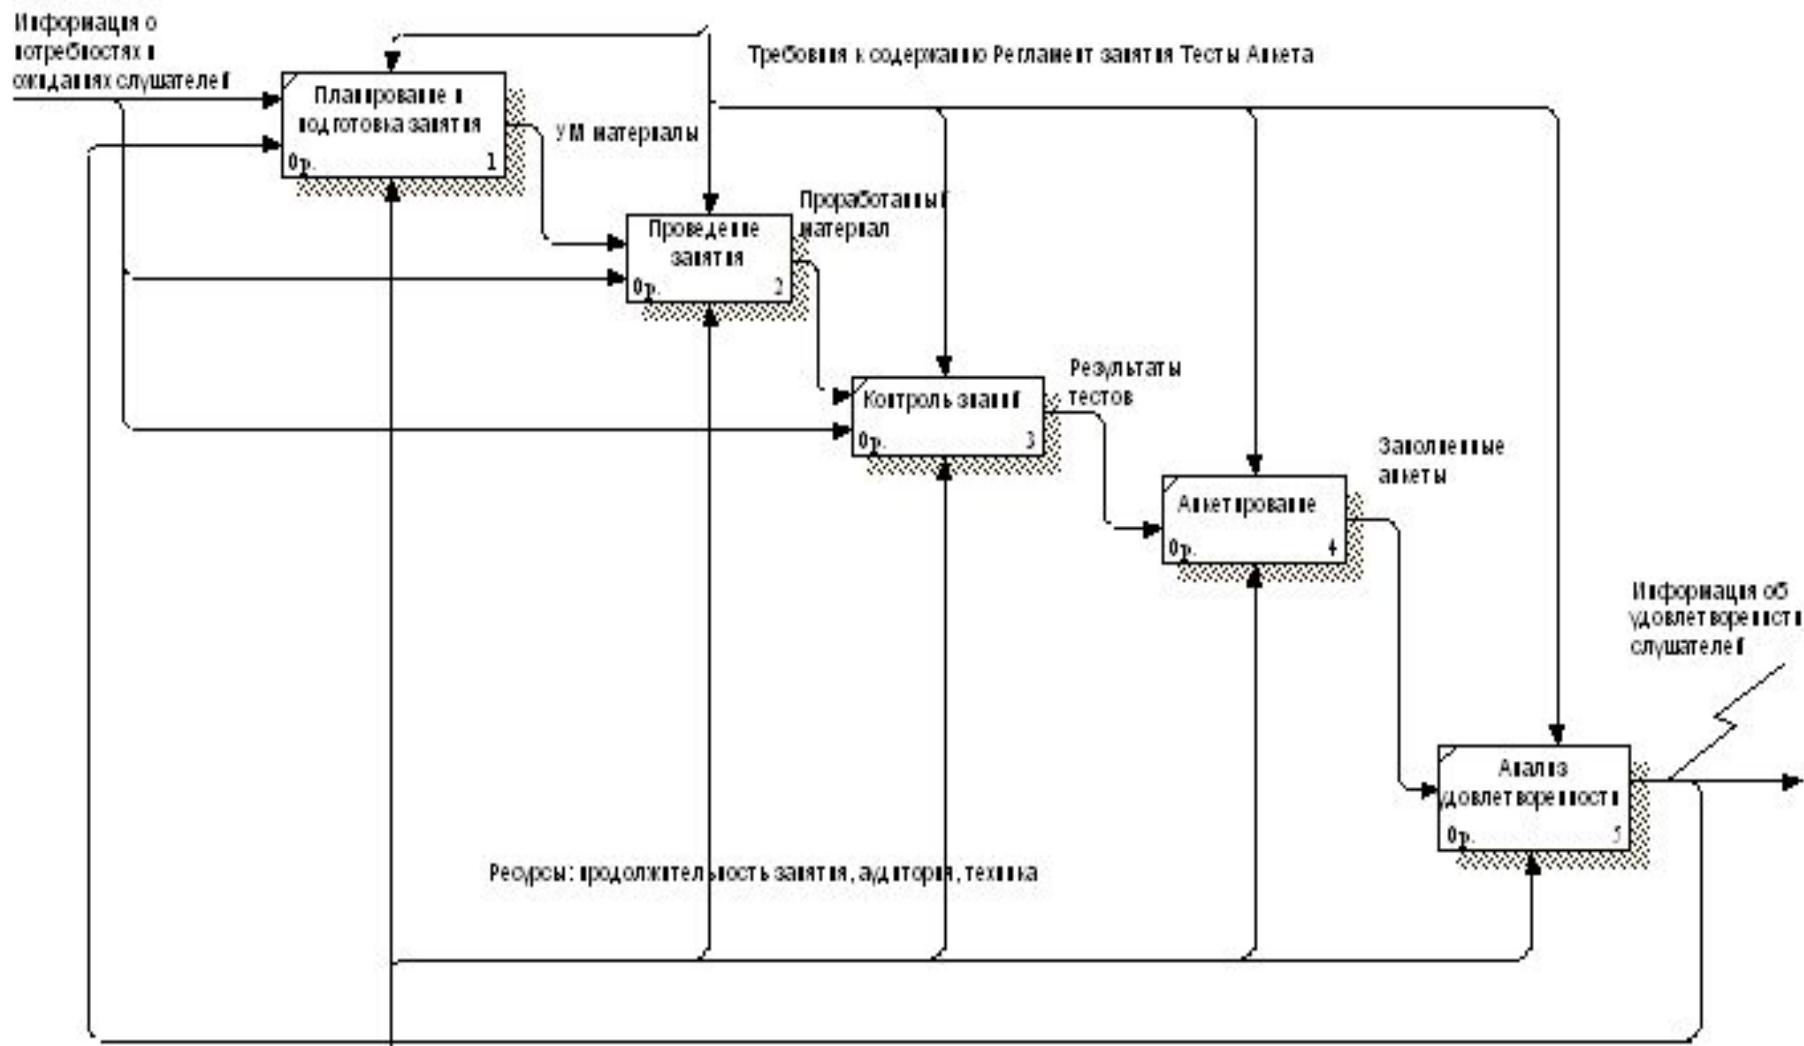 Информация о
потребностях и
ожиданиях слушателей
Требовния к содержанию Регламент занятия Тесты Анкета
Планирование и
подготовка занятия
0р.
1
УМ материалы
Проработанный
материал
Проведение
занятия
0р.
2
Результаты
тестов
Контроль знаний
0р.
3
Заполненные
анкеты
Анкетирование
0р.
4
Информация об
удовлетворенности
слушателей
Анализ
удовлетворенности
0р.
5
Ресурсы: продолжительность занятия, аудитория, техника